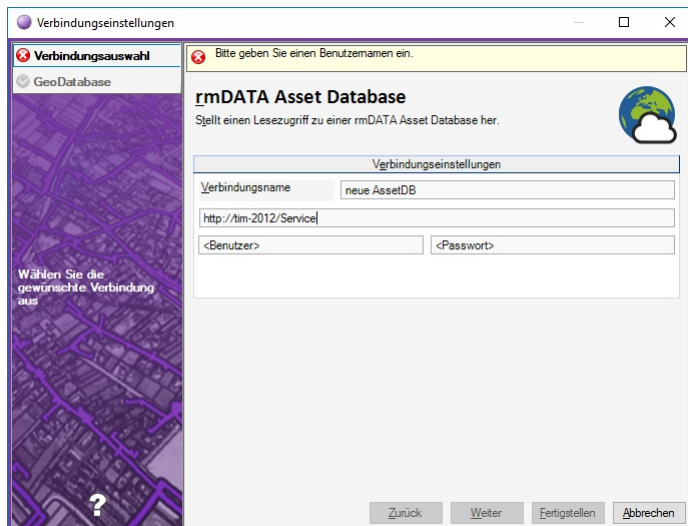 Verbindungseinstellungen
Verbindungsauswahl
GeoDatabase
Wählen Sie die
gewünschte Verbindung
aus
?
Bitte geben Sie einen Benutzernamen ein.
rmDATA Asset Database
Stellt einen Lesezugriff zu einer rmDATA Asset Database her.
Verbindungseinstellungen
Verbindungsname neue AssetDB
http://tim-2012/Service
<Benutzer> <Passwort>
Zurück Weiter Fertigstellen Abbrechen